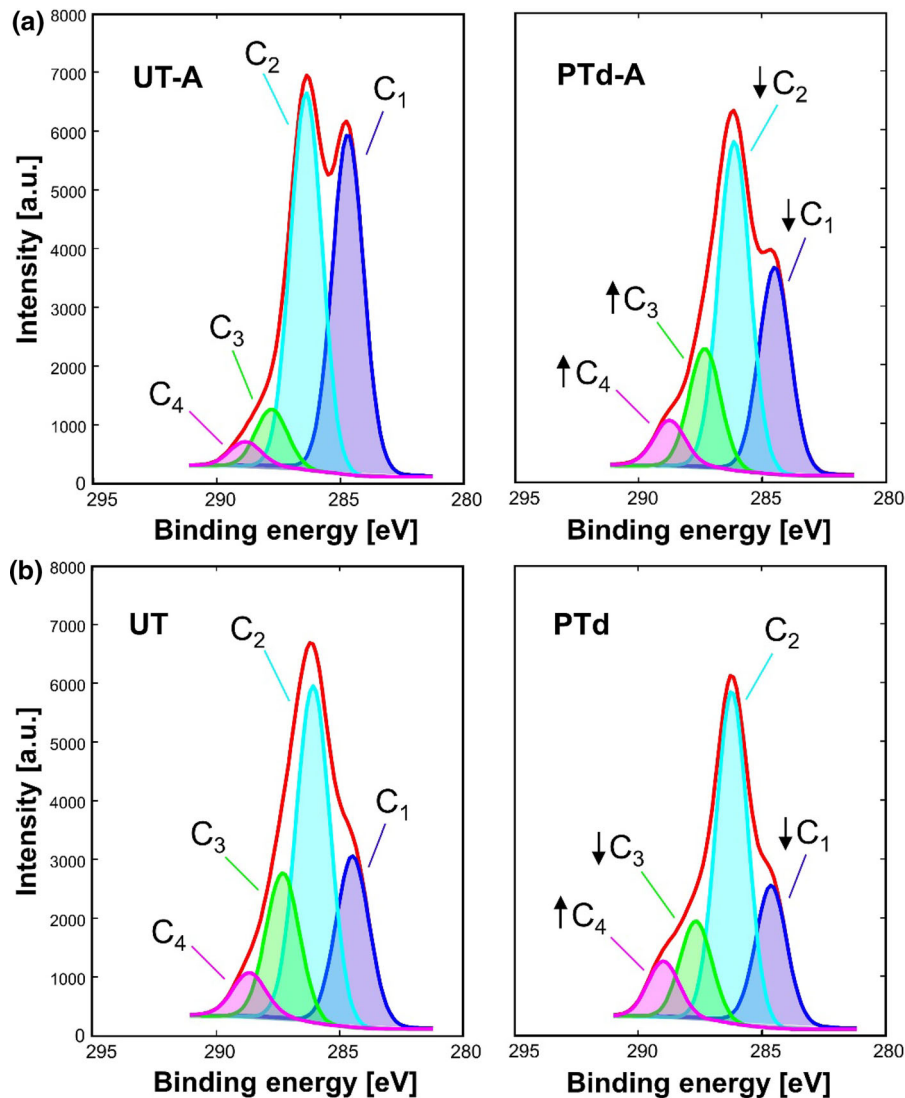 (a)
8000
7000
6000
5000
4000
3000
2000
1000
0
Intensity [a.u.]
UT-A
C2
C1
C3
C4
295
290
285
280
Binding energy [eV]
PTd-A
↓C2
↓C1
↑C3
↑C4
295
290
285
280
Binding energy [eV]
(b)
8000
7000
6000
5000
4000
3000
2000
1000
0
Intensity [a.u.]
UT
C2
C1
C3
C4
295
290
285
280
Binding energy [eV]
PTd
C2
↓C3
↓C1
↑C4
295
290
285
280
Binding energy [eV]